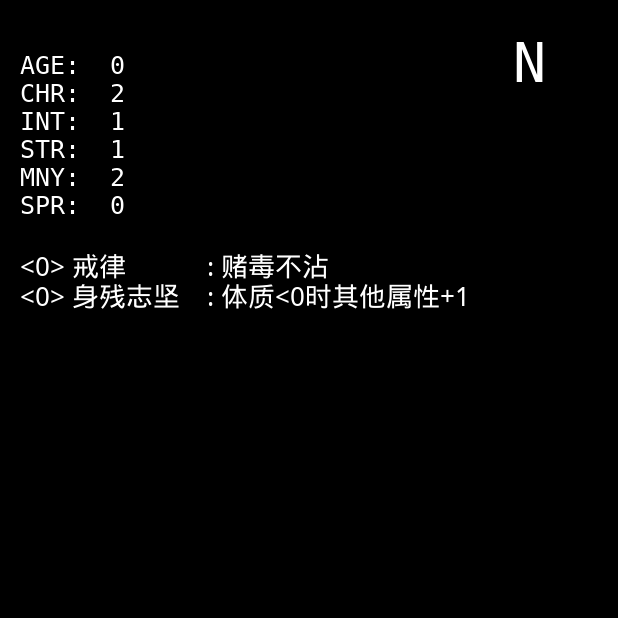 N
AGE: 0
CHR: 2
INT: 1
STR: 1
MNY: 2
SPR: 0
<0> 戒律 : 赌毒不沾
<0> 身残志坚 : 体质<0时其他属性+1